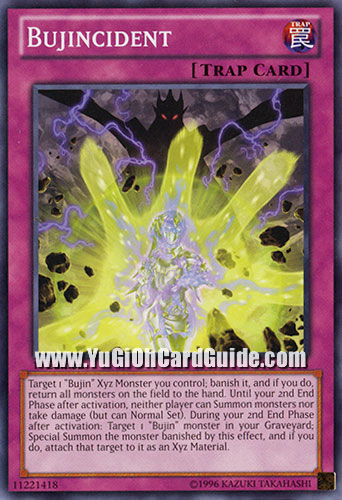 BUJINCIDENT
TRAP
罠
[TRAP CARD]
www.YuGiOhCardGuide.com
Target 1 "Bujin" Xyz Monster you control; banish it, and if you do,
return all monsters on the field to the hand. Until your 2nd End
Phase after activation, neither player can Summon monsters nor
take damage (but can Normal Set). During your 2nd End Phase
after activation: Target 1 "Bujin" monster in your Graveyard;
Special Summon the monster banished by this effect, and if you
do, attach that target to it as an Xyz Material.
11221418
©1996 KAZUKI TAKAHASHI